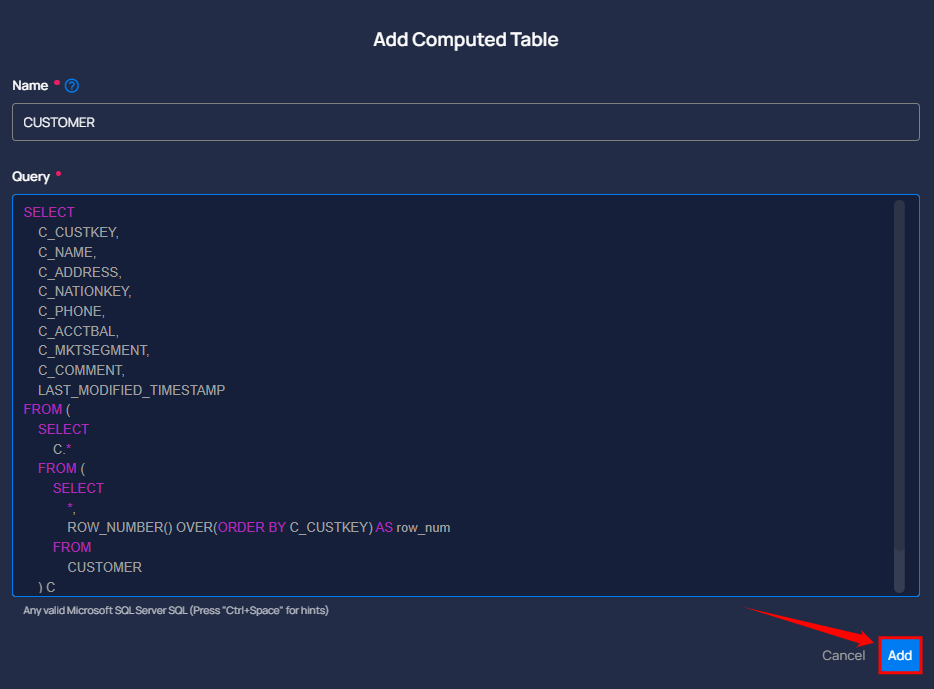 Add Computed Table
Name *
CUSTOMER
Query *
SELECT
C_CUSTKEY,
C_NAME,
C_ADDRESS,
C_NATIONKEY,
C_PHONE,
C_ACCTBAL,
C_MKTSEGMENT,
C_COMMENT,
LAST_MODIFIED_TIMESTAMP
FROM (
SELECT
C.*
FROM (
SELECT
*,
ROW_NUMBER() OVER(ORDER BY C_CUSTKEY) AS row_num
FROM
CUSTOMER
) C
Any valid Microsoft SQL Server SQL (Press "Ctrl+Space" for hints)
Cancel Add